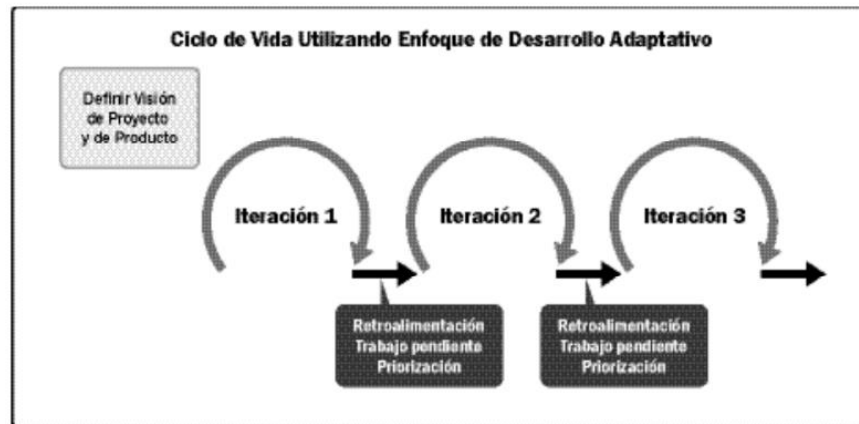 Ciclo de Vida Utilizando Enfoque de Desarrollo Adaptativo
Definir Visión
de Proyecto
y de Producto
Iteración 1
Iteración 2
Iteración 3
Retroalimentación
Trabajo pendiente
Priorización
Retroalimentación
Trabajo pendiente
Priorización